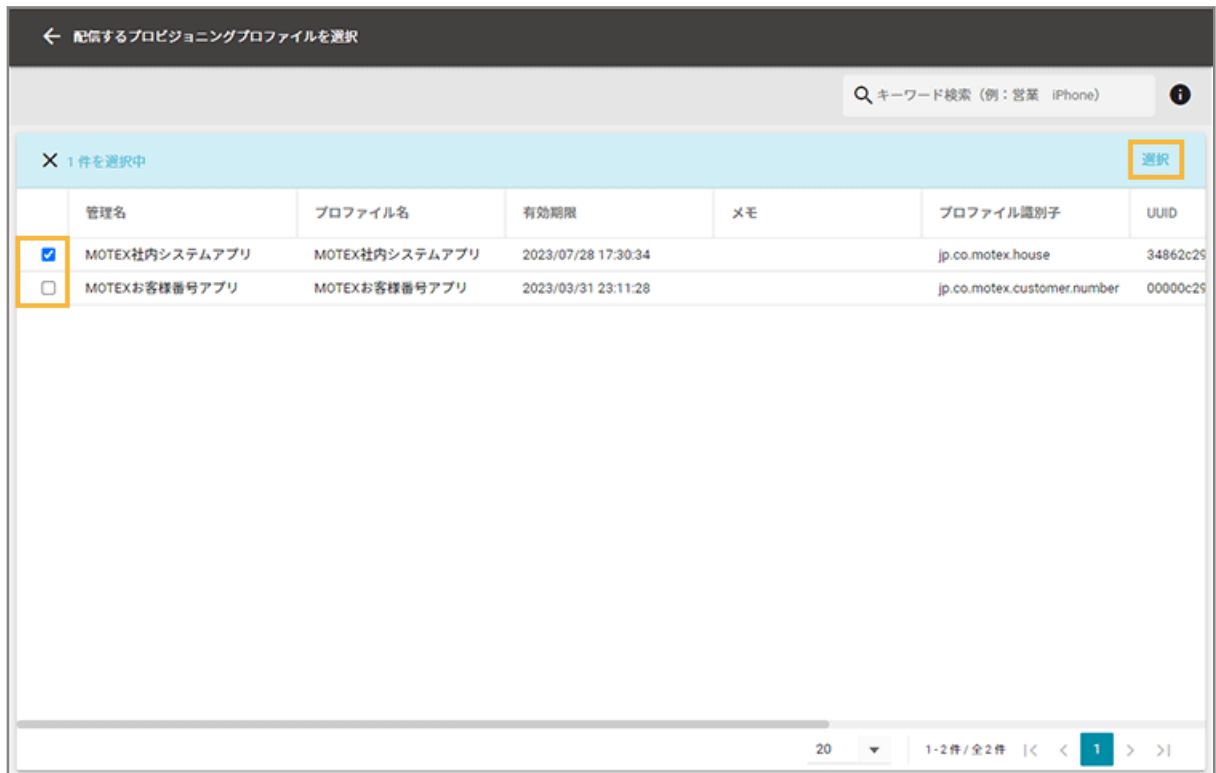 配信するプロビジョニングプロファイルを選択
キーワード検索（例：営業 iPhone）
1 件を選択中 選択
管理名 プロファイル名 有効期限 メモ プロファイル識別子 UUID
MOTEX社内システムアプリ MOTEX社内システムアプリ 2023/07/28 17:30:34 jp.co.motex.house 34862c29
MOTEXお客様番号アプリ MOTEXお客様番号アプリ 2023/03/31 23:11:28 jp.co.motex.customer.number 00000c29
20 1-2件/全2件 1